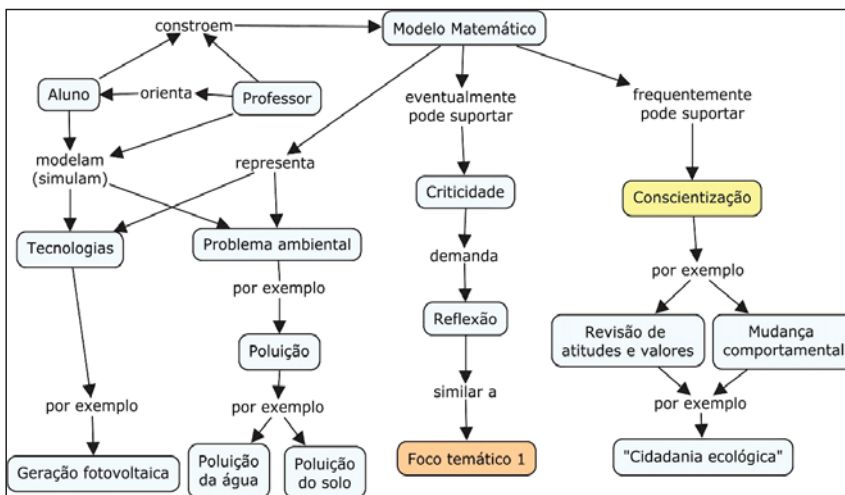 constroem
Modelo Matemático
Aluno
orienta
Professor
eventualmente
pode suportar
frequentemente
pode suportar
modelam
(simulam)
representa
Criticidade
Conscientização
Tecnologias
Problema ambiental
demanda
por exemplo
por exemplo
Reflexão
Revisão de
atitudes e valores
Mudança
comportamental
Poluição
similar a
por exemplo
por exemplo
por exemplo
Geração fotovoltaica
Poluição
da água
Poluição
do solo
Foco temático 1
"Cidadania ecológica"